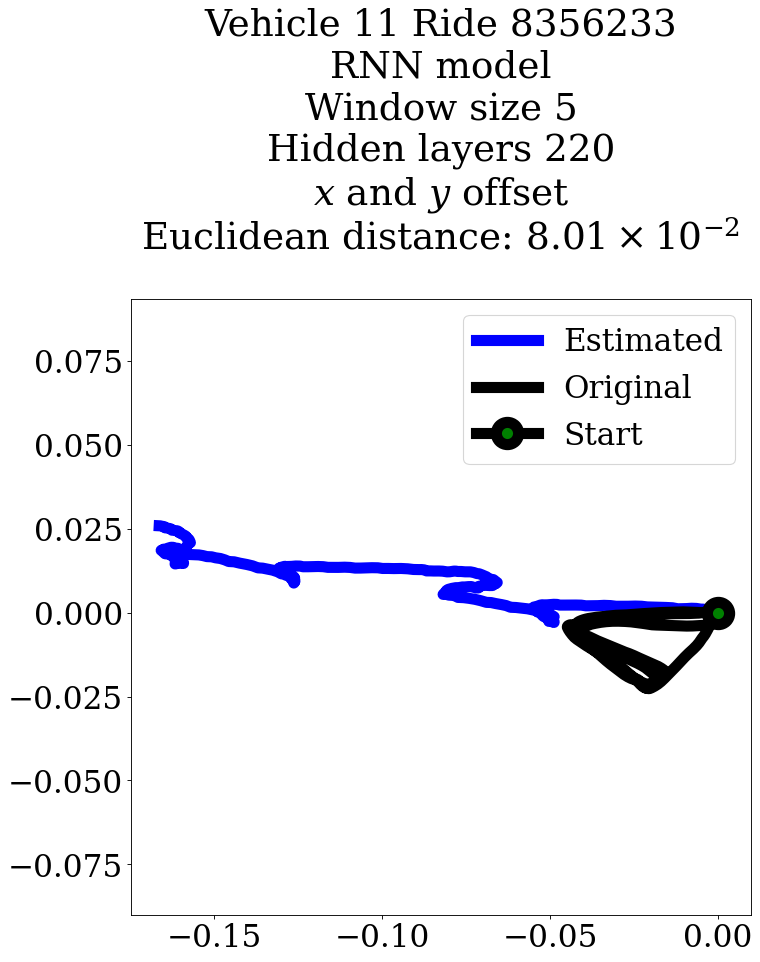 Vehicle 11 Ride 8356233
RNN model
Window size 5
Hidden layers 220
x and y offset
Euclidean distance: 8.01 × 10⁻²
Estimated
Original
Start
0.075
0.050
0.025
0.000
−0.025
−0.050
−0.075
−0.15
−0.10
−0.05
0.00